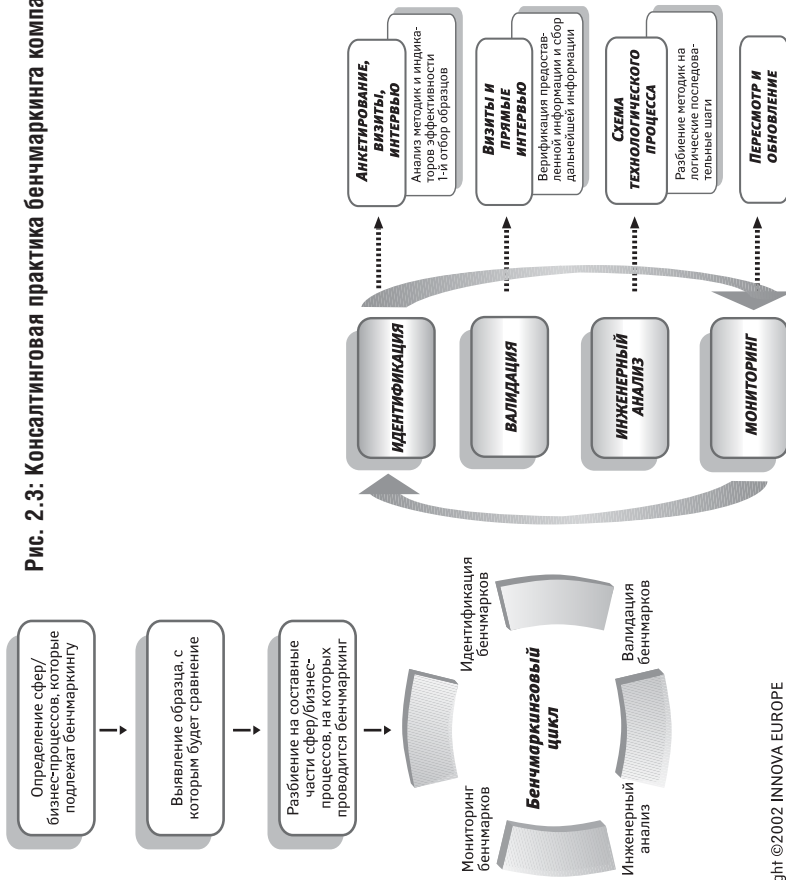 Рис. 2.3: Консалтинговая практика бенчмаркинга
Определение сфер/
бизнес-процессов, которые
подлежат бенчмаркингу
Выявление образца, с
которым будет сравнение
Разбиение на составные
части сфер/бизнес-
процессов, на которых
проводится бенчмаркинг
Мониторинг
бенчмарков
Идентификация
бенчмарков
Бенчмаркинговый
цикл
Инженерный
анализ
Валидация
бенчмарков
ИДЕНТИФИКАЦИЯ
АНКЕТИРОВАНИЕ,
ВИЗИТЫ,
ИНТЕРВЬЮ
Анализ методик и индика-
торов эффективности
1-й отбор образцов
ВАЛИДАЦИЯ
ВИЗИТЫ И
ПРЯМЫЕ
ИНТЕРВЬЮ
Верификация предостав-
ленной информации и сбор
дальнейшей информации
ИНЖЕНЕРНЫЙ
АНАЛИЗ
СХЕМА
ТЕХНОЛОГИЧЕСКОГО
ПРОЦЕССА
Разбиение методик на
логические последова-
тельные шаги
МОНИТОРИНГ
ПЕРЕСМОТР И
ОБНОВЛЕНИЕ
©2002 INNOVA EUROPE